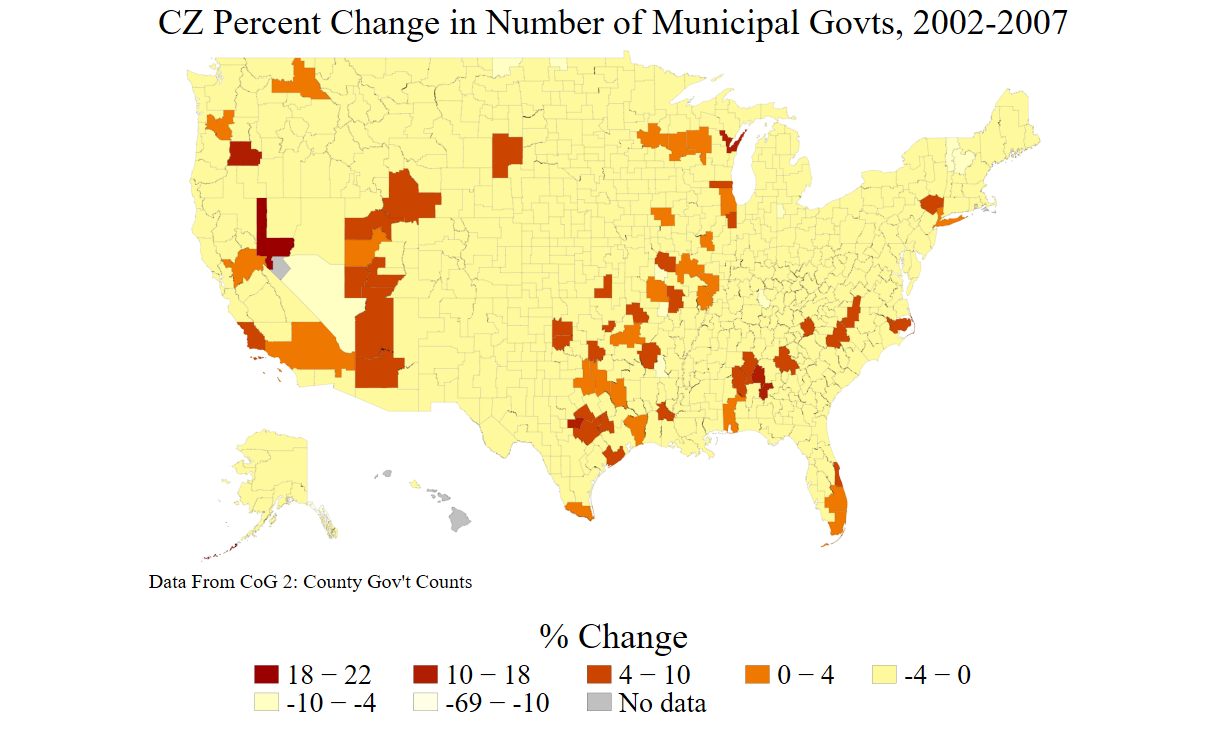 CZ Percent Change in Number of Municipal Govts, 2002-2007
Data From CoG 2: County Gov't Counts
% Change
18 − 22 10 − 18 4 − 10 0 − 4 -4 − 0
-10 − -4 -69 − -10 No data